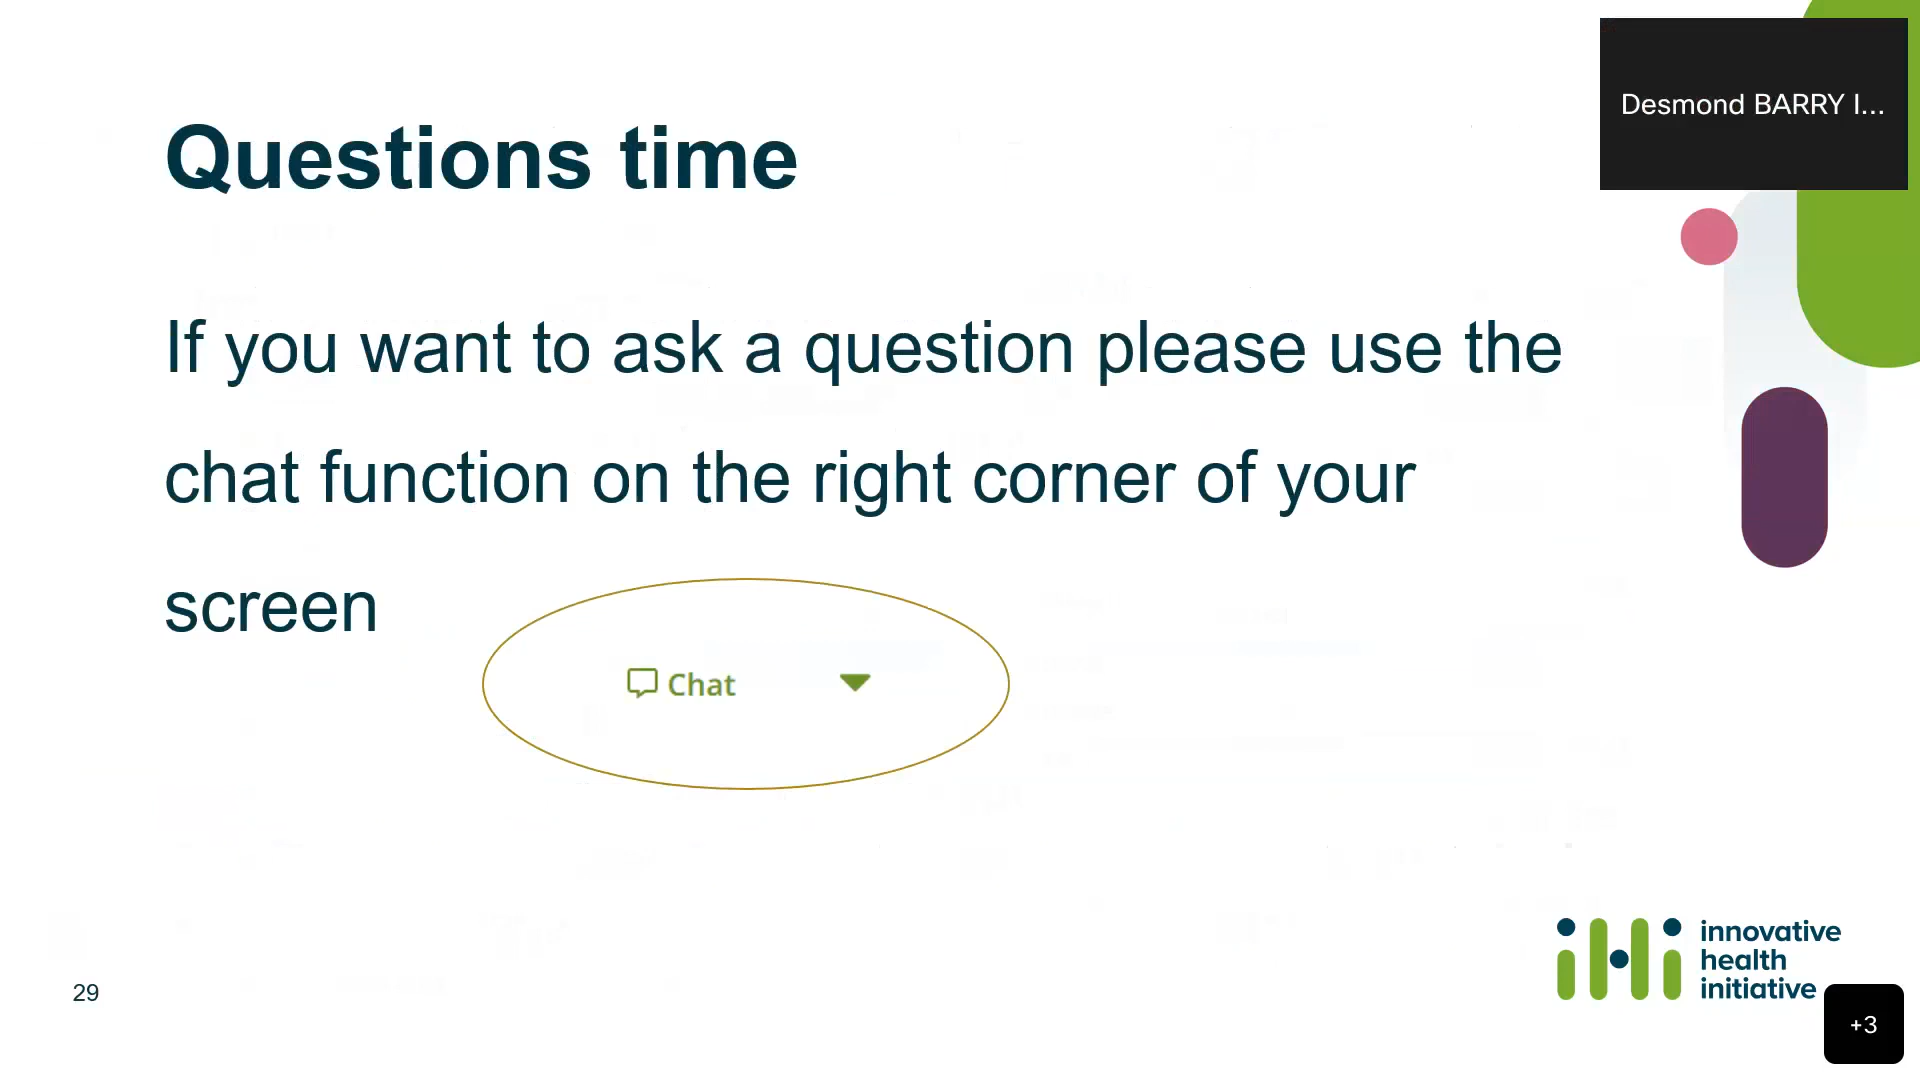 Desmond BARRY I...
Questions time
If you want to ask a question please use the
chat function on the right corner of your
screen
Chat
innovative
health
initiative
29
+3